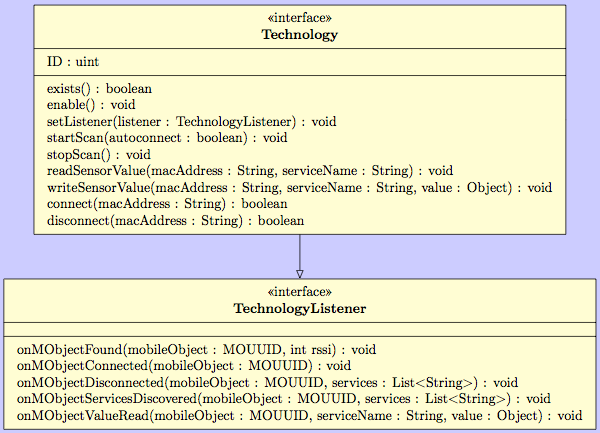 «interface»
Technology
ID : uint
exists() : boolean
enable() : void
setListener(listener : TechnologyListener) : void
startScan(autoconnect : boolean) : void
stopScan() : void
readSensorValue(macAddress : String, serviceName : String) : void
writeSensorValue(macAddress : String, serviceName : String, value : Object) : void
connect(macAddress : String) : boolean
disconnect(macAddress : String) : boolean
«interface»
TechnologyListener
onMObjectFound(mobileObject : MOUUID, int rssi) : void
onMObjectConnected(mobileObject : MOUUID) : void
onMObjectDisconnected(mobileObject : MOUUID, services : List<String>) : void
onMObjectServicesDiscovered(mobileObject : MOUUID, services : List<String>) : void
onMObjectValueRead(mobileObject : MOUUID, serviceName : String, value : Object) : void